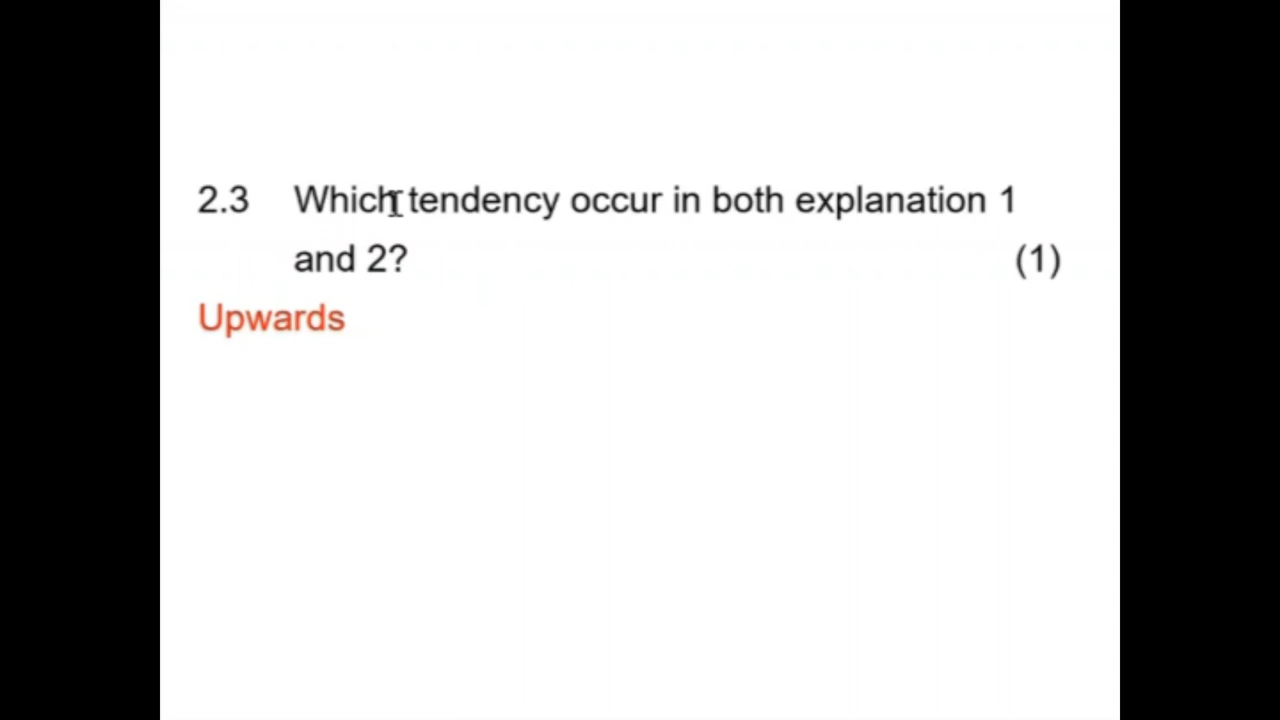 2.3 Which tendency occur in both explanation 1
and 2? (1)
Upwards